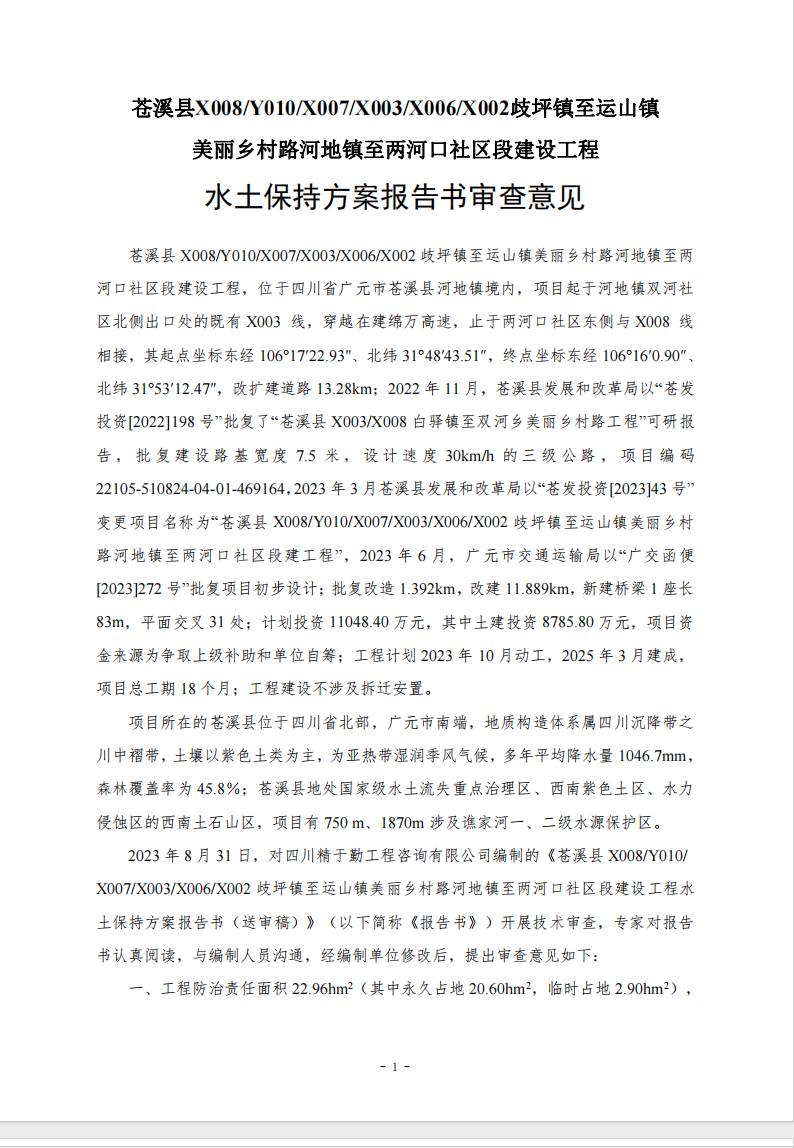 苍溪县X008/Y010/X007/X003/X006/X002歧坪镇至运山镇
美丽乡村路河地镇至两河口社区段建设工程
水土保持方案报告书审查意见
苍溪县 X008/Y010/X007/X003/X006/X002 歧坪镇至运山镇美丽乡村路河地镇至两
河口社区段建设工程，位于四川省广元市苍溪县河地镇境内，项目起于河地镇双河社
区北侧出口处的既有 X003 线，穿越在建绵万高速，止于两河口社区东侧与 X008 线
相接，其起点坐标东经 106°17′22.93″、北纬 31°48′43.51″，终点坐标东经 106°16′0.90″、
北纬 31°53′12.47″，改扩建道路 13.28km；2022 年 11 月，苍溪县发展和改革局以“苍发
投资[2022]198 号”批复了“苍溪县 X003/X008 白驿镇至双河乡美丽乡村路工程”可研报
告，批复建设路基宽度 7.5 米，设计速度 30km/h 的三级公路，项目编码
22105-510824-04-01-469164，2023 年 3 月苍溪县发展和改革局以“苍发投资[2023]43 号”
变更项目名称为“苍溪县 X008/Y010/X007/X003/X006/X002 歧坪镇至运山镇美丽乡村
路河地镇至两河口社区段建工程”，2023 年 6 月，广元市交通运输局以“广交函便
[2023]272 号”批复项目初步设计；批复改造 1.392km，改建 11.889km，新建桥梁 1 座长
83m，平面交叉 31 处；计划投资 11048.40 万元，其中土建投资 8785.80 万元，项目资
金来源为争取上级补助和单位自筹；工程计划 2023 年 10 月动工，2025 年 3 月建成，
项目总工期 18 个月；工程建设不涉及拆迁安置。
项目所在的苍溪县位于四川省北部，广元市南端，地质构造体系属四川沉降带之
川中褶带，土壤以紫色土类为主，为亚热带湿润季风气候，多年平均降水量 1046.7mm，
森林覆盖率为 45.8%；苍溪县地处国家级水土流失重点治理区、西南紫色土区、水力
侵蚀区的西南土石山区，项目有 750 m、1870m 涉及谯家河一、二级水源保护区。
2023 年 8 月 31 日，对四川精于勤工程咨询有限公司编制的《苍溪县 X008/Y010/
X007/X003/X006/X002 歧坪镇至运山镇美丽乡村路河地镇至两河口社区段建设工程水
土保持方案报告书（送审稿）》（以下简称《报告书》）开展技术审查，专家对报告
书认真阅读，与编制人员沟通，经编制单位修改后，提出审查意见如下：
一、工程防治责任面积 22.96hm²（其中永久占地 20.60hm²，临时占地 2.90hm²），
- 1 -